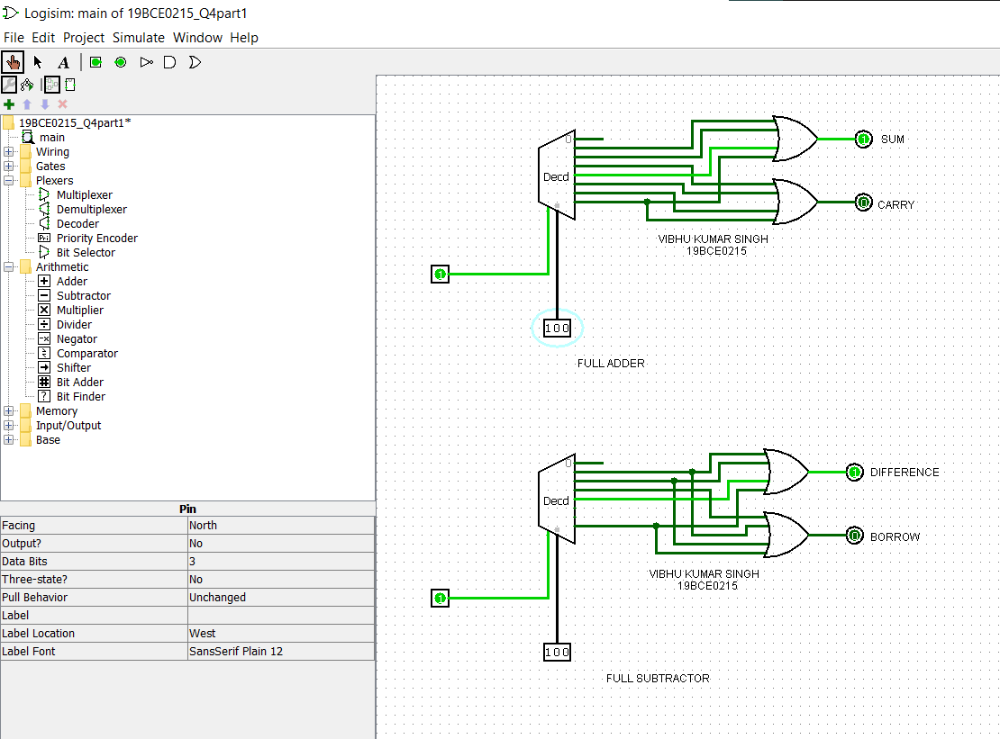 Logisim: main of 19BCE0215_Q4part1
File Edit Project Simulate Window Help
A
19BCE0215_Q4part1*
main
Wiring
Gates
Plexers
Multiplexer
Demultiplexer
Decoder
Pri
Priority Encoder
Bit Selector
Arithmetic
Adder
Subtractor
Multiplier
Divider
Negator
Comparator
Shifter
Bit Adder
? Bit Finder
Memory
Input/Output
Base
Pin
Facing North
Output? No
Data Bits 3
Three-state? No
Pull Behavior Unchanged
Label
Label Location West
Label Font SansSerif Plain 12
0
Decd
1 SUM
0 CARRY
VIBHU KUMAR SINGH
19BCE0215
1
100
FULL ADDER
0
Decd
1 DIFFERENCE
0 BORROW
VIBHU KUMAR SINGH
19BCE0215
1
100
FULL SUBTRACTOR